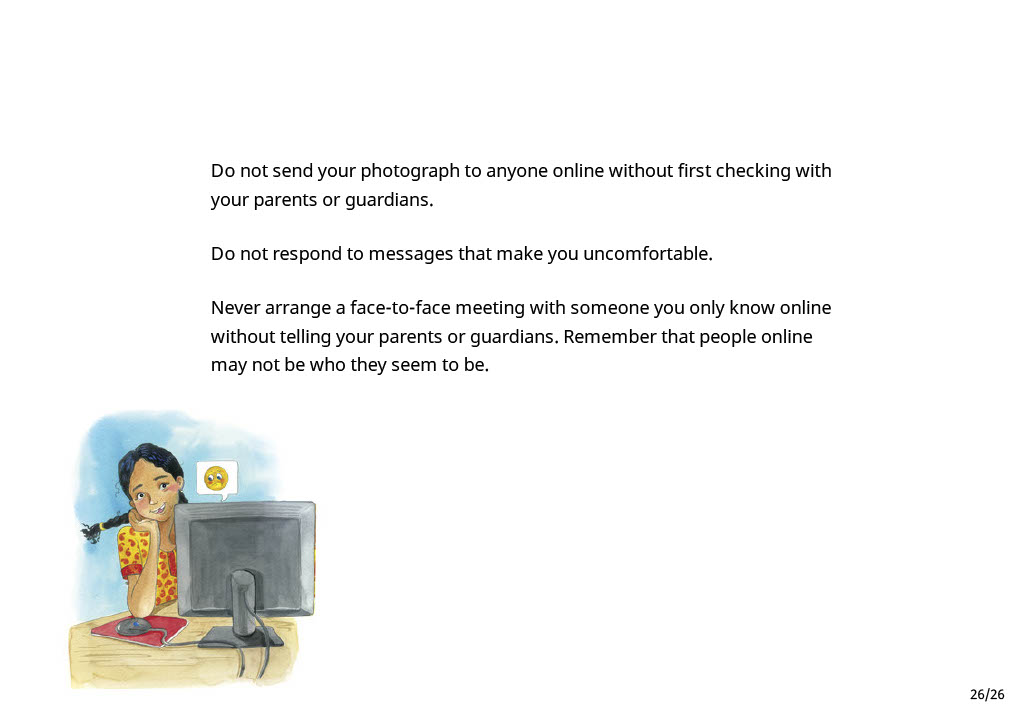 Do not send your photograph to anyone online without first checking with
your parents or guardians.
Do not respond to messages that make you uncomfortable.
Never arrange a face-to-face meeting with someone you only know online
without telling your parents or guardians. Remember that people online
may not be who they seem to be.
26/26